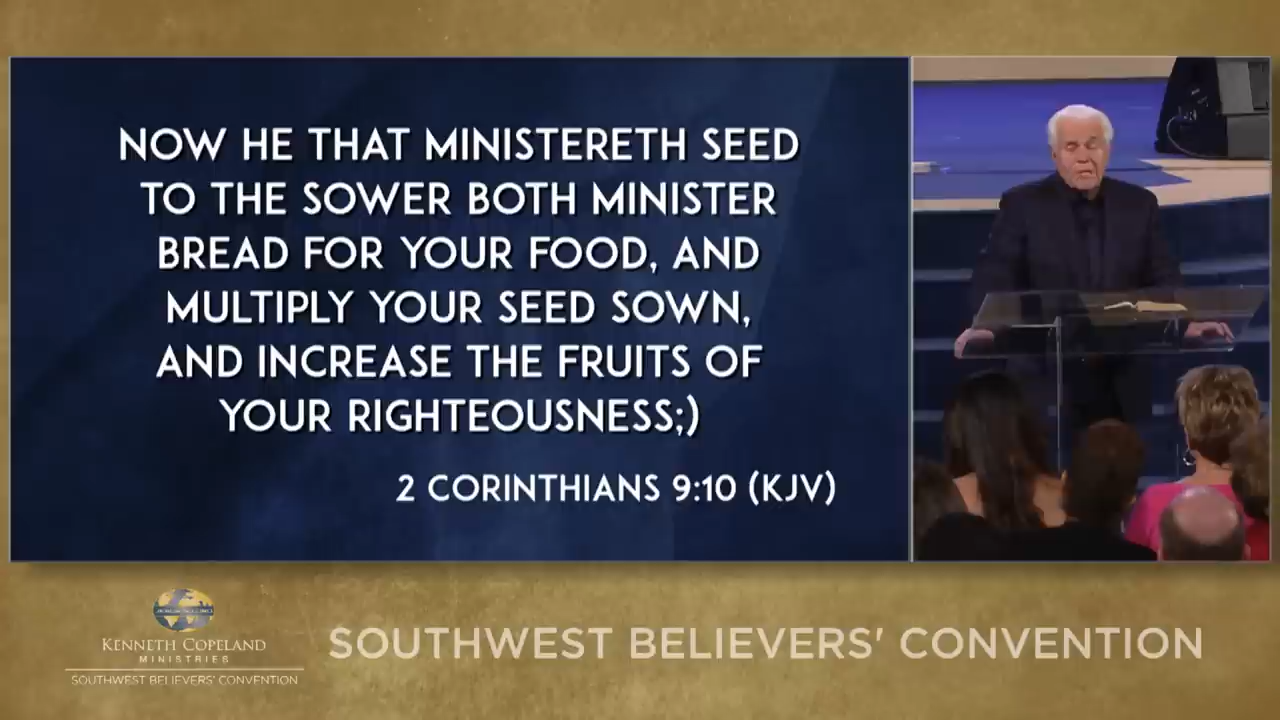 NOW HE THAT MINISTERETH SEED
TO THE SOWER BOTH MINISTER
BREAD FOR YOUR FOOD, AND
MULTIPLY YOUR SEED SOWN,
AND INCREASE THE FRUITS OF
YOUR RIGHTEOUSNESS;)
2 CORINTHIANS 9:10 (KJV)
KENNETH COPELAND
MINISTRIES
SOUTHWEST BELIEVERS' CONVENTION
SOUTHWEST BELIEVERS' CONVENTION